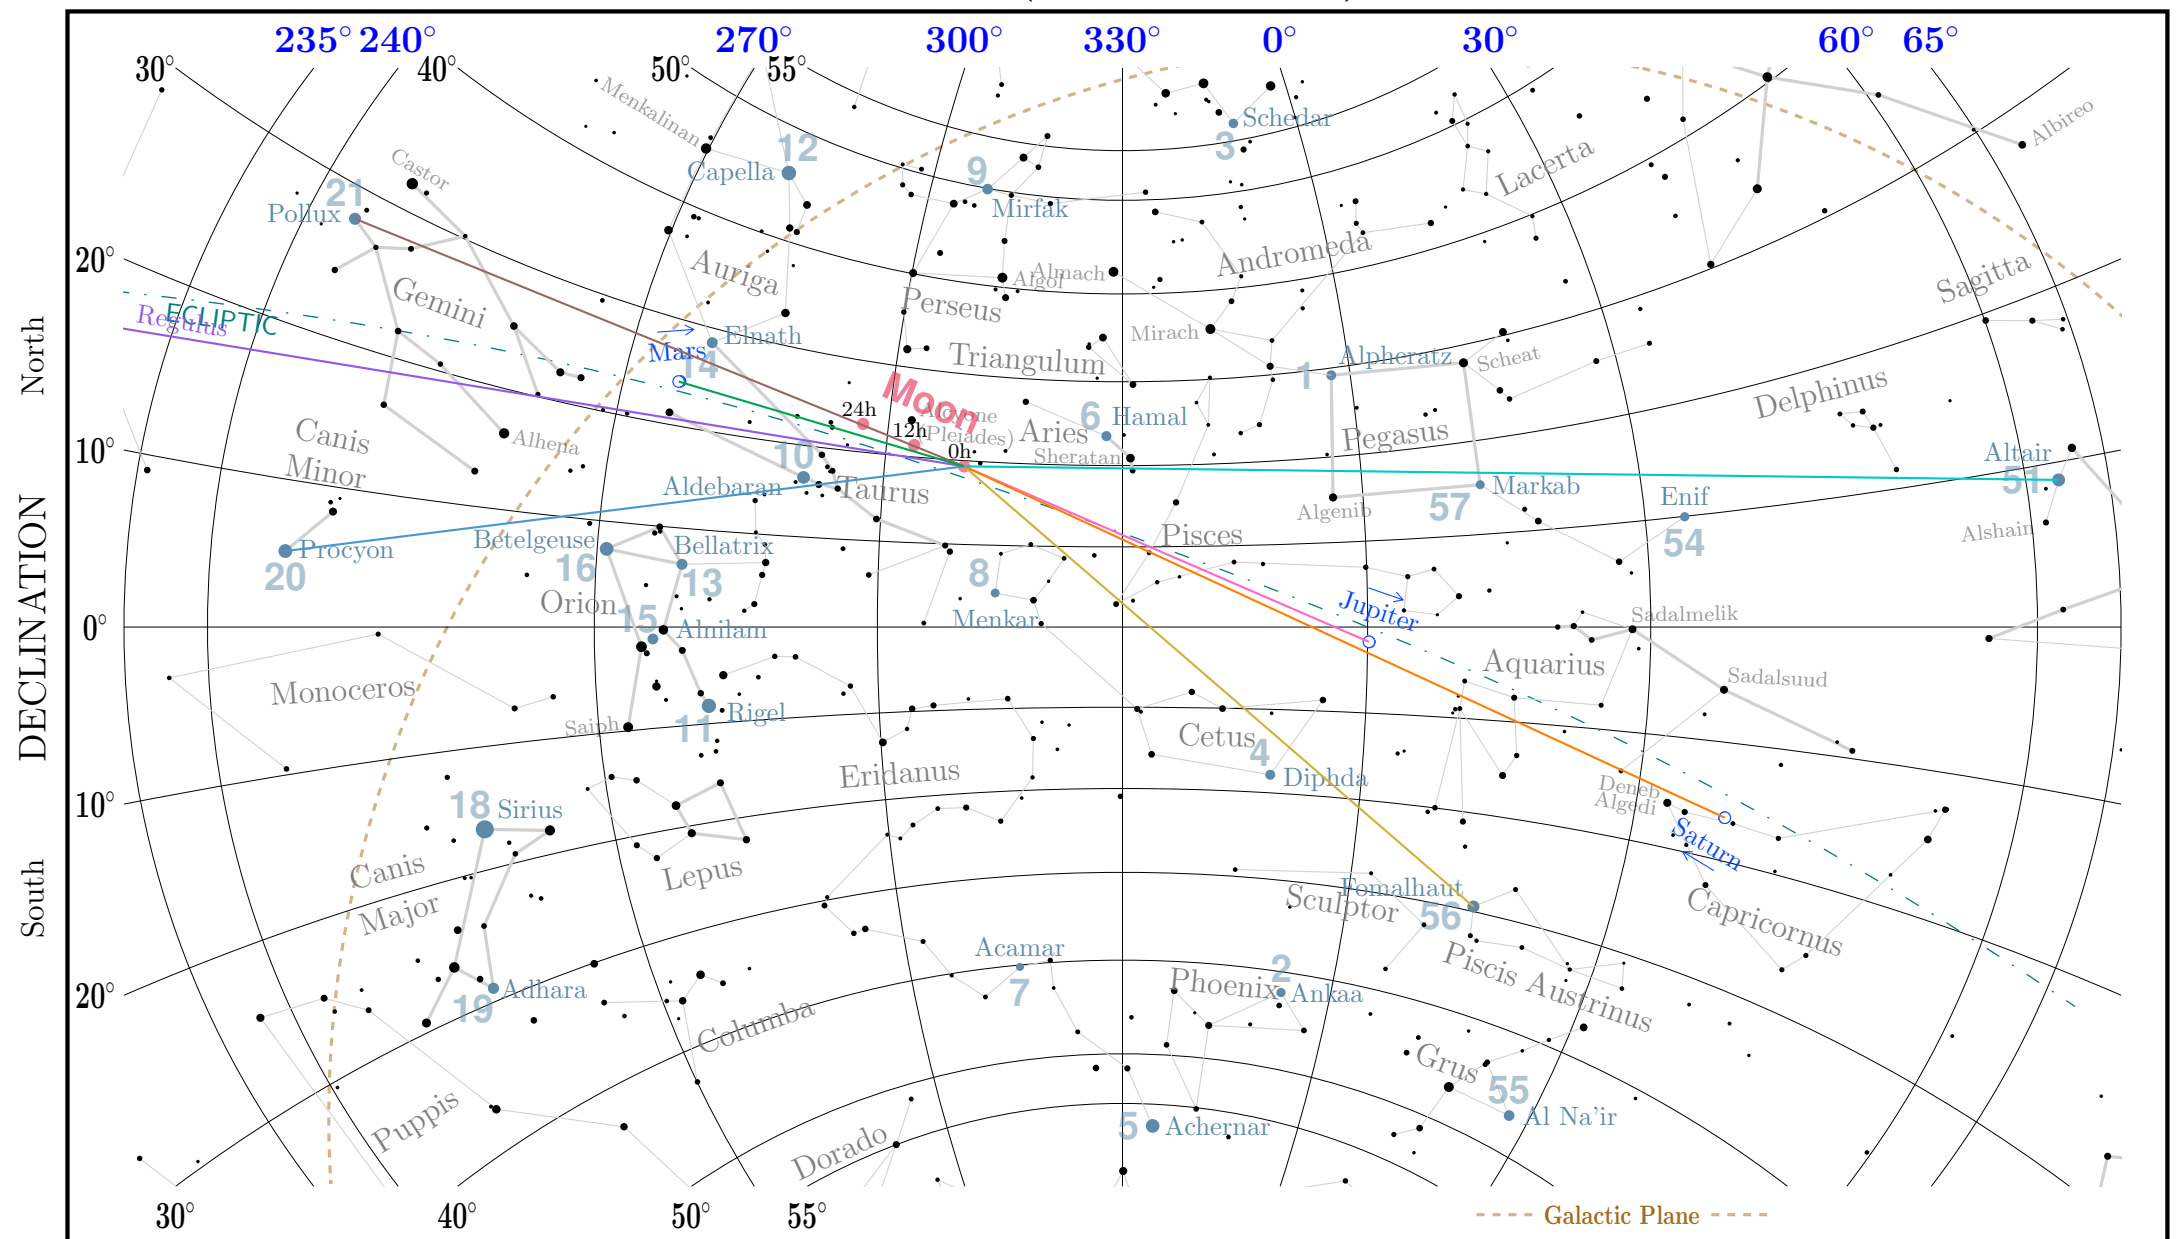 235° 240° 270° 300° 330° 0° 30° 60° 65°
30° 40° 50° 55°
Menkalinan
12
Schedar
3
Albireo
Castor
Capella
9
Mirfak
Lacerta
21
Pollux
20°
Auriga
Algol
Almach
Andromeda
Sagitta
Gemini
Perseus
ECLIPTIC
Regulus
Elnath
Mirach
North
Mars
14
Triangulum
1
Alpheratz
Scheat
Moon
24h
12h
0h
Alcyone
(Pleiades)
Aries
6
Hamal
Sheratan
Pegasus
Delphinus
10°
Canis
Minor
Alhena
10
Aldebaran
Taurus
Algenib
57
Markab
Enif
54
Altair
51
Alshain
Procyon
20
Betelgeuse
16
Bellatrix
13
Pisces
8
Menkar
Orion
15
Alnilam
Jupiter
Sadalmelik
0°
DECLINATION
Monoceros
Saiph
11
Rigel
Aquarius
Sadalsuud
Cetus
4
Diphda
Eridanus
Deneb
Algedi
Saturn
10°
18
Sirius
Canis
Major
Lepus
Sculptor
Fomalhaut
56
Capricornus
South
Piscis Austrinus
20°
19
Adhara
Acamar
7
Phoenix
2
Ankaa
Columba
Grus
55
Al Na'ir
Puppis
Dorado
5
Achernar
30° 40° 50° 55°
Galactic Plane